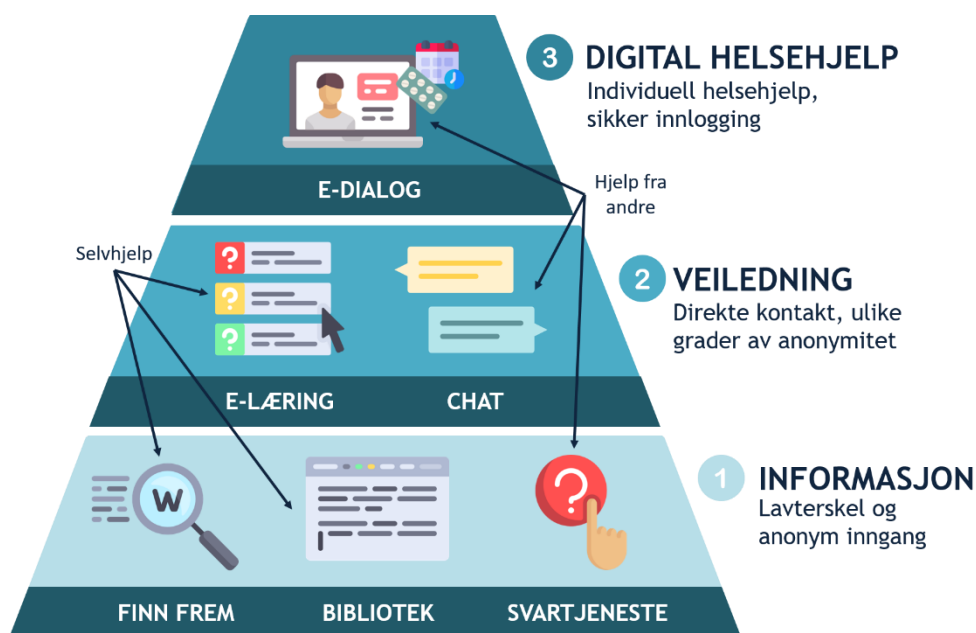 3 DIGITAL HELSEHJELP
Individuell helsehjelp,
sikker innlogging
E-DIALOG
Hjelp fra
andre
Selvhjelp
?
?
?
2 VEILEDNING
Direkte kontakt, ulike
grader av anonymitet
E-LÆRING
CHAT
W
?
1 INFORMASJON
Lavterskel og
anonym inngang
FINN FREM
BIBLIOTEK
SVARTJENESTE